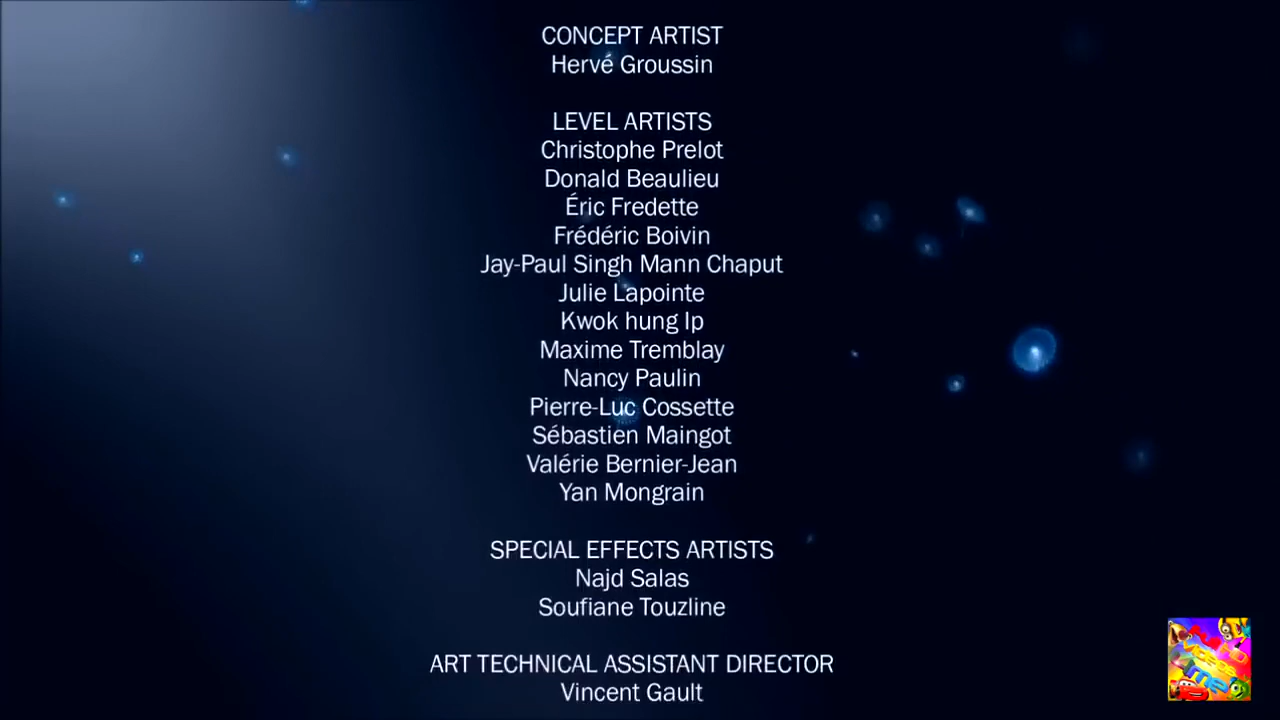 CONCEPT ARTIST
Hervé Groussin
LEVEL ARTISTS
Christophe Prelot
Donald Beaulieu
Éric Fredette
Frédéric Boivin
Jay-Paul Singh Mann Chaput
Julie Lapointe
Kwok hung Ip
Maxime Tremblay
Nancy Paulin
Pierre-Luc Cossette
Sébastien Maingot
Valérie Bernier-Jean
Yan Mongrain
SPECIAL EFFECTS ARTISTS
Najd Salas
Soufiane Touzline
ART TECHNICAL ASSISTANT DIRECTOR
Vincent Gault